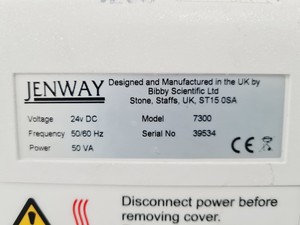 JENWAY
Designed and Manufactured in the UK by
Bibby Scientific Ltd
Stone, Staffs, UK, ST15 0SA
Voltage 24v DC Model 7300
Frequency 50/60 Hz Serial No 39534
Power 50 VA CE
Disconnect power before
removing cover.